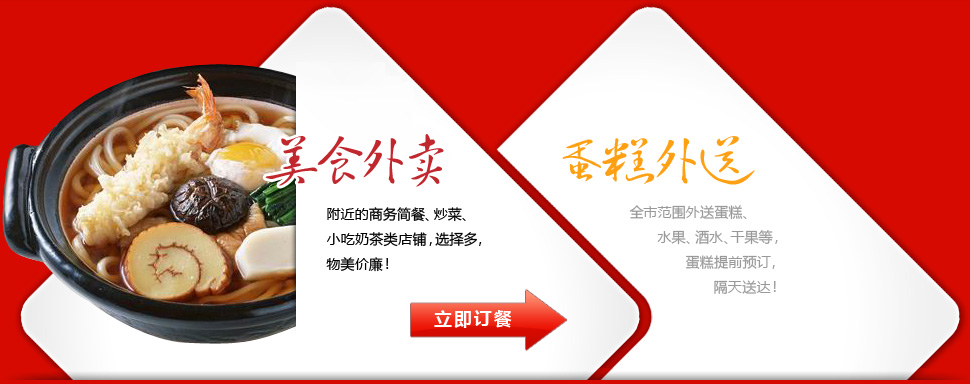 美食外卖
附近的商务简餐、炒菜、
小吃奶茶类店铺,选择多,
物美价廉!
立即订餐
蛋糕外送
全市范围外送蛋糕、
水果、酒水、干果等,
蛋糕提前预订,
隔天送达!